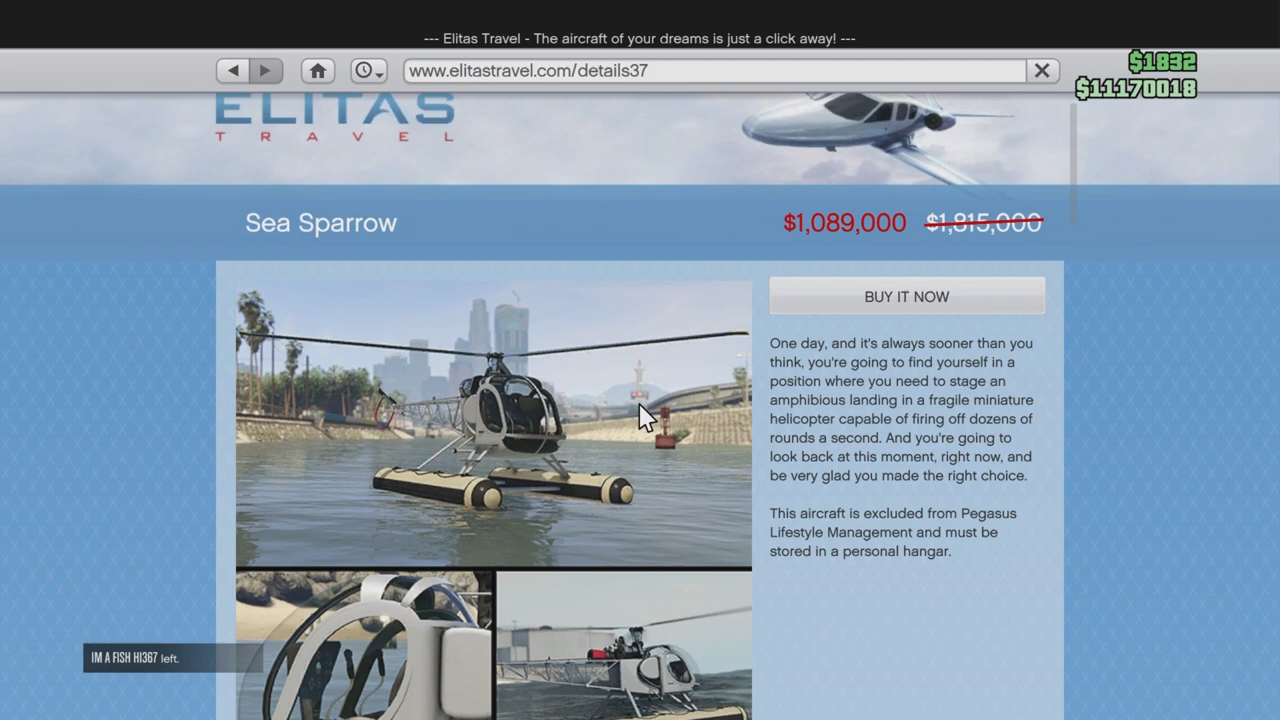 --- Elitas Travel - The aircraft of your dreams is just a click away! ---
www.elitastravel.com/details37
$1832
$11170018
ELITAS
TRAVEL
Sea Sparrow
$1,089,000 $1,815,000
BUY IT NOW
One day, and it's always sooner than you
think, you're going to find yourself in a
position where you need to stage an
amphibious landing in a fragile miniature
helicopter capable of firing off dozens of
rounds a second. And you're going to
look back at this moment, right now, and
be very glad you made the right choice.
This aircraft is excluded from Pegasus
Lifestyle Management and must be
stored in a personal hangar.
IM A FISH HI367 left.